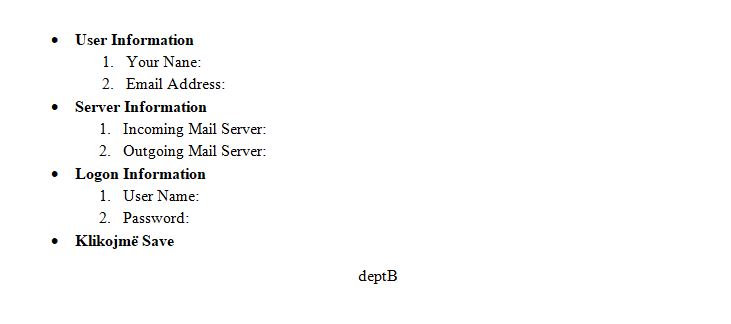 • User Information
1. Your Nane:
2. Email Address:
• Server Information
1. Incoming Mail Server:
2. Outgoing Mail Server:
• Logon Information
1. User Name:
2. Password:
• Klikojmë Save
deptB